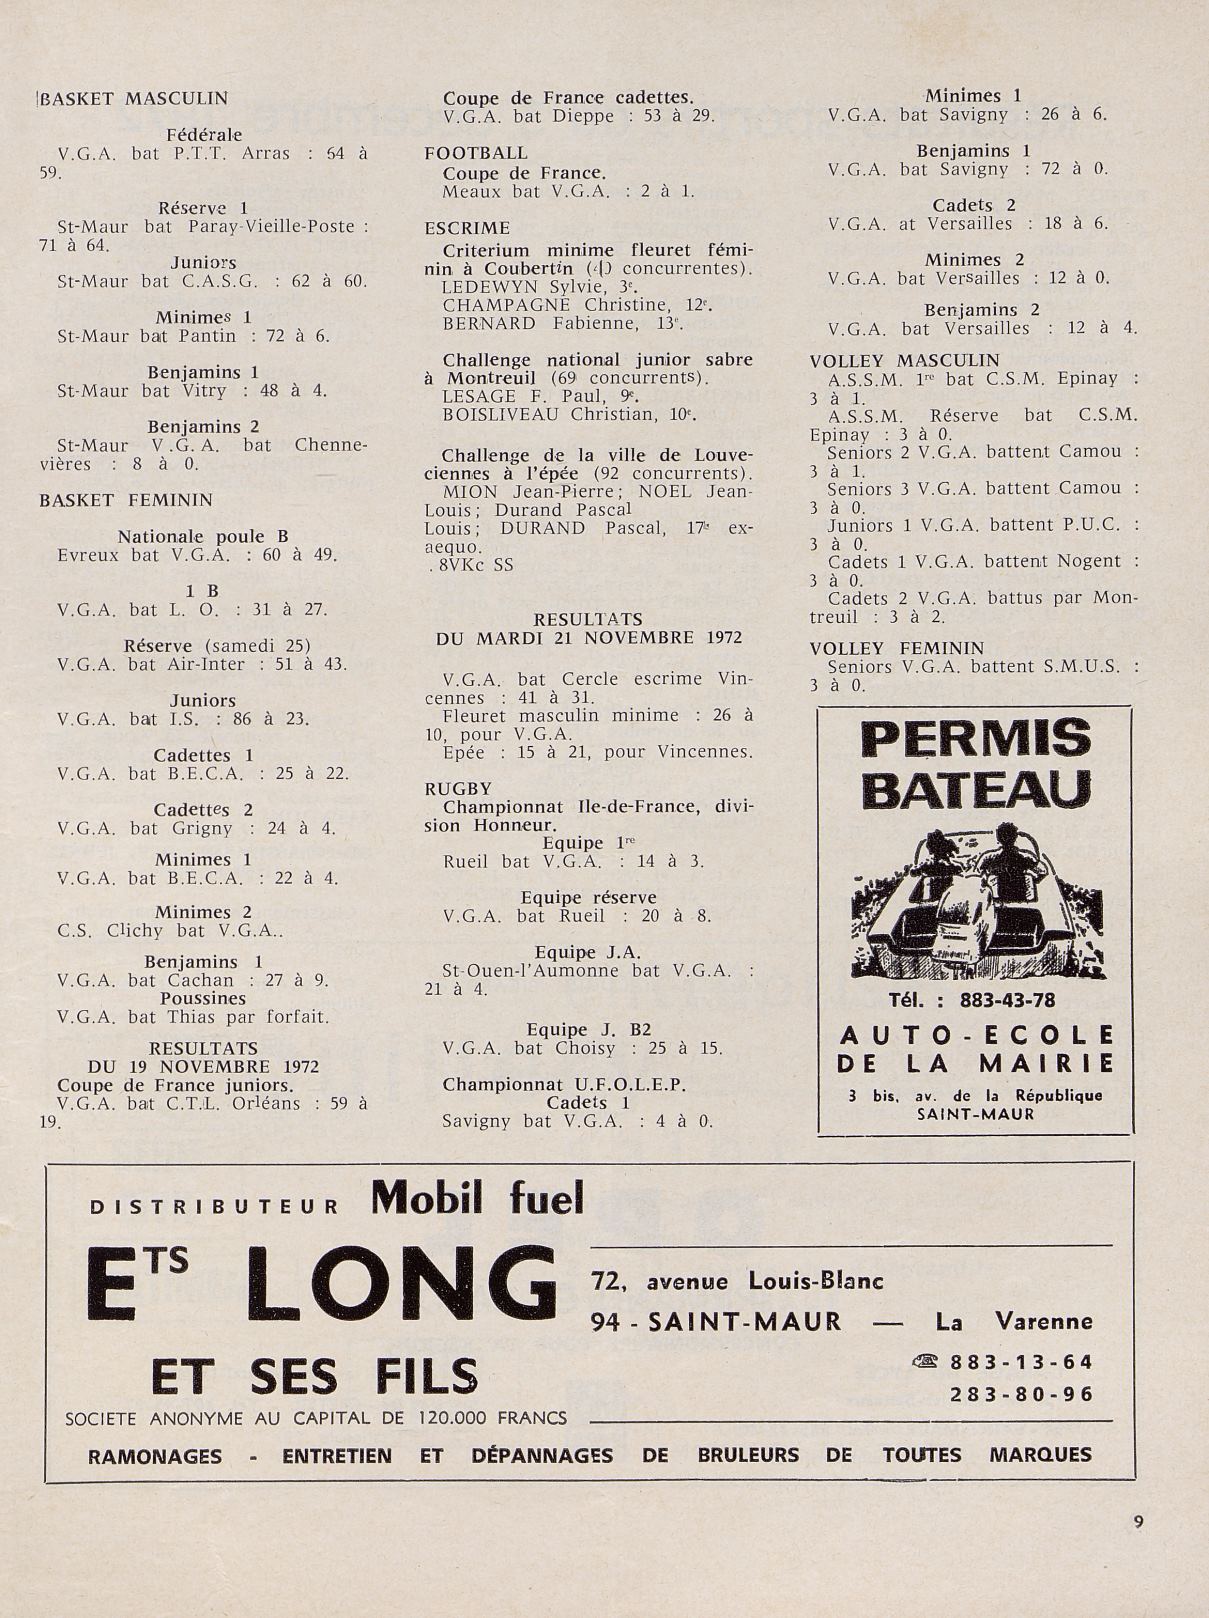 BASKET MASCULIN
Fédérale
V.G.A. bat P.T.T. Arras : 64 à
59.
Réserve 1
St-Maur bat Paray-Vieille-Poste :
71 à 64.
Juniors
St-Maur bat C.A.S.G. : 62 à 60.
Minimes 1
St-Maur bat Pantin : 72 à 6.
Benjamins 1
St-Maur bat Vitry : 48 à 4.
Benjamins 2
St-Maur V.G.A. bat Chenne-
vières : 8 à 0.
BASKET FEMININ
Nationale poule B
Evreux bat V.G.A. : 60 à 49.
1 B
V.G.A. bat L. O. : 31 à 27.
Réserve (samedi 25)
V.G.A. bat Air-Inter : 51 à 43.
Juniors
V.G.A. bat I.S. : 86 à 23.
Cadettes 1
V.G.A. bat B.E.C.A. : 25 à 22.
Cadettes 2
V.G.A. bat Grigny : 24 à 4.
Minimes 1
V.G.A. bat B.E.C.A. : 22 à 4.
Minimes 2
C.S. Clichy bat V.G.A..
Benjamins 1
V.G.A. bat Cachan : 27 à 9.
Poussines
V.G.A. bat Thias par forfait.
RESULTATS
DU 19 NOVEMBRE 1972
Coupe de France juniors.
V.G.A. bat C.T.L. Orléans : 59 à
19.
Coupe de France cadettes.
V.G.A. bat Dieppe : 53 à 29.
FOOTBALL
Coupe de France.
Meaux bat V.G.A. : 2 à 1.
ESCRIME
Criterium minime fleuret fémi-
nin à Coubertin ( concurrentes).
LEDEWYN Sylvie, 3e.
CHAMPAGNE Christine, 12e.
BERNARD Fabienne, 13e.
Challenge national junior sabre
à Montreuil (69 concurrents).
LESAGE F. Paul, 9e.
BOISLIVEAU Christian, 10e.
Challenge de la ville de Louve-
ciennes à l'épée (92 concurrents).
MION Jean-Pierre; NOEL Jean-
Louis; Durand Pascal
Louis; DURAND Pascal, 17e ex-
aequo.
. 8VKc SS
RESULTATS
DU MARDI 21 NOVEMBRE 1972
V.G.A. bat Cercle escrime Vin-
cennes : 41 à 31.
Fleuret masculin minime : 26 à
10, pour V.G.A.
Epée : 15 à 21, pour Vincennes.
RUGBY
Championnat Ile-de-France, divi-
sion Honneur.
Equipe 1re
Rueil bat V.G.A. : 14 à 3.
Equipe réserve
V.G.A. bat Rueil : 20 à 8.
Equipe J.A.
St-Ouen-l'Aumonne bat V.G.A. :
21 à 4.
Equipe J. B2
V.G.A. bat Choisy : 25 à 15.
Championnat U.F.O.L.E.P.
Cadets 1
Savigny bat V.G.A. : 4 à 0.
Minimes 1
V.G.A. bat Savigny : 26 à 6.
Benjamins 1
V.G.A. bat Savigny : 72 à 0.
Cadets 2
V.G.A. at Versailles : 18 à 6.
Minimes 2
V.G.A. bat Versailles : 12 à 0.
Benjamins 2
V.G.A. bat Versailles : 12 à 4.
VOLLEY MASCULIN
A.S.S.M. 1re bat C.S.M. Epinay :
3 à 1.
A.S.S.M. Réserve bat C.S.M.
Epinay : 3 à 0.
Seniors 2 V.G.A. battent Camou :
3 à 1.
Seniors 3 V.G.A. battent Camou :
3 à 0.
Juniors 1 V.G.A. battent P.U.C. :
3 à 0.
Cadets 1 V.G.A. battent Nogent :
3 à 0.
Cadets 2 V.G.A. battus par Mon-
treuil : 3 à 2.
VOLLEY FEMININ
Seniors V.G.A. battent S.M.U.S. :
3 à 0.
PERMIS
BATEAU
Tél. : 883-43-78
AUTO-ECOLE
DE LA MAIRIE
3 bis, av. de la République
SAINT-MAUR
DISTRIBUTEUR Mobil fuel
ETS LONG
ET SES FILS
SOCIETE ANONYME AU CAPITAL DE 120.000 FRANCS
72, avenue Louis-Blanc
94 - SAINT-MAUR — La Varenne
☎ 883-13-64
283-80-96
RAMONAGES - ENTRETIEN ET DÉPANNAGES DE BRULEURS DE TOUTES MARQUES
9